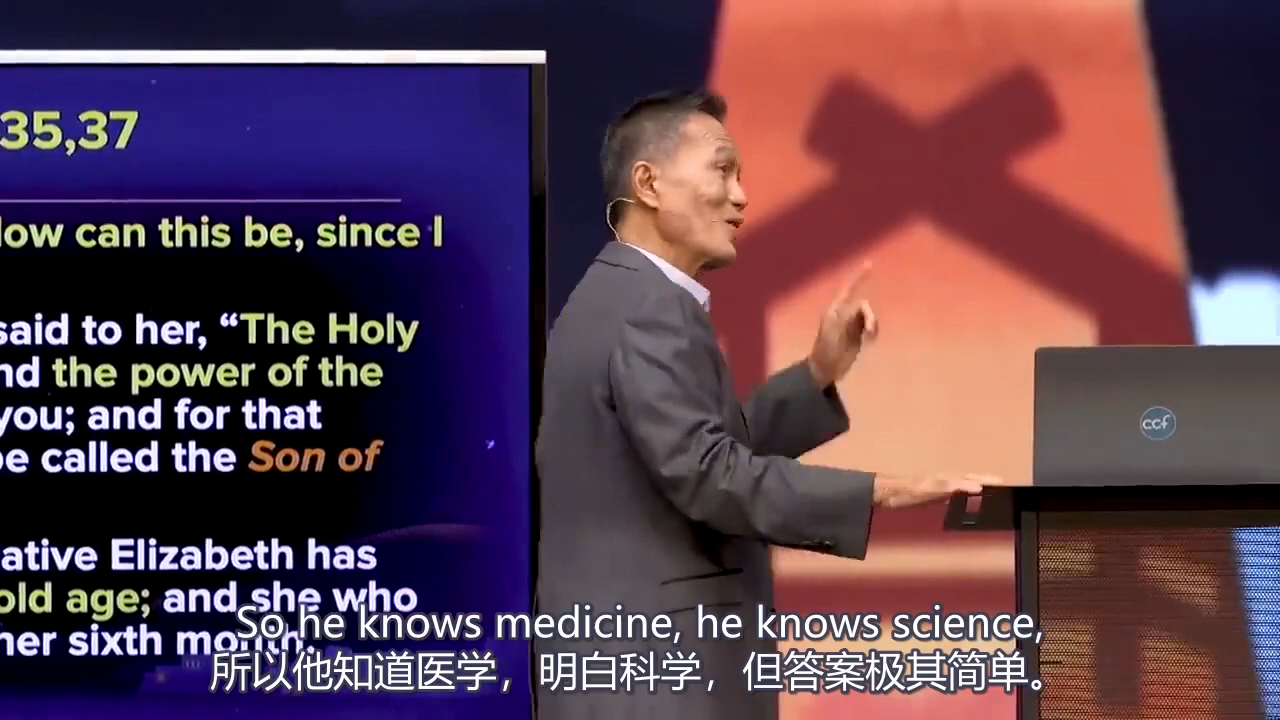 35,37
low can this be, since I
said to her, “The Holy
nd the power of the
you; and for that
be called the Son of
ative Elizabeth has
old age; and she who
her sixth month.
ccf
So he knows medicine, he knows science,
所以他知道医学，明白科学，但答案极其简单。